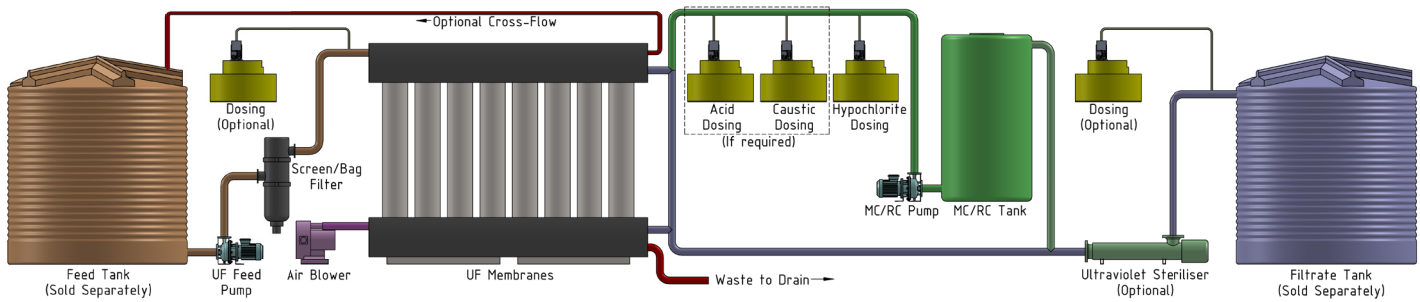 Optional Cross-Flow
Dosing
(Optional)
Screen/Bag
Filter
Acid
Dosing
Caustic
Dosing
(If required)
Hypochlorite
Dosing
Dosing
(Optional)
MC/RC Pump
MC/RC Tank
Feed Tank
(Sold Separately)
UF Feed
Pump
Air Blower
UF Membranes
Waste to Drain
Ultraviolet Steriliser
(Optional)
Filtrate Tank
(Sold Separately)